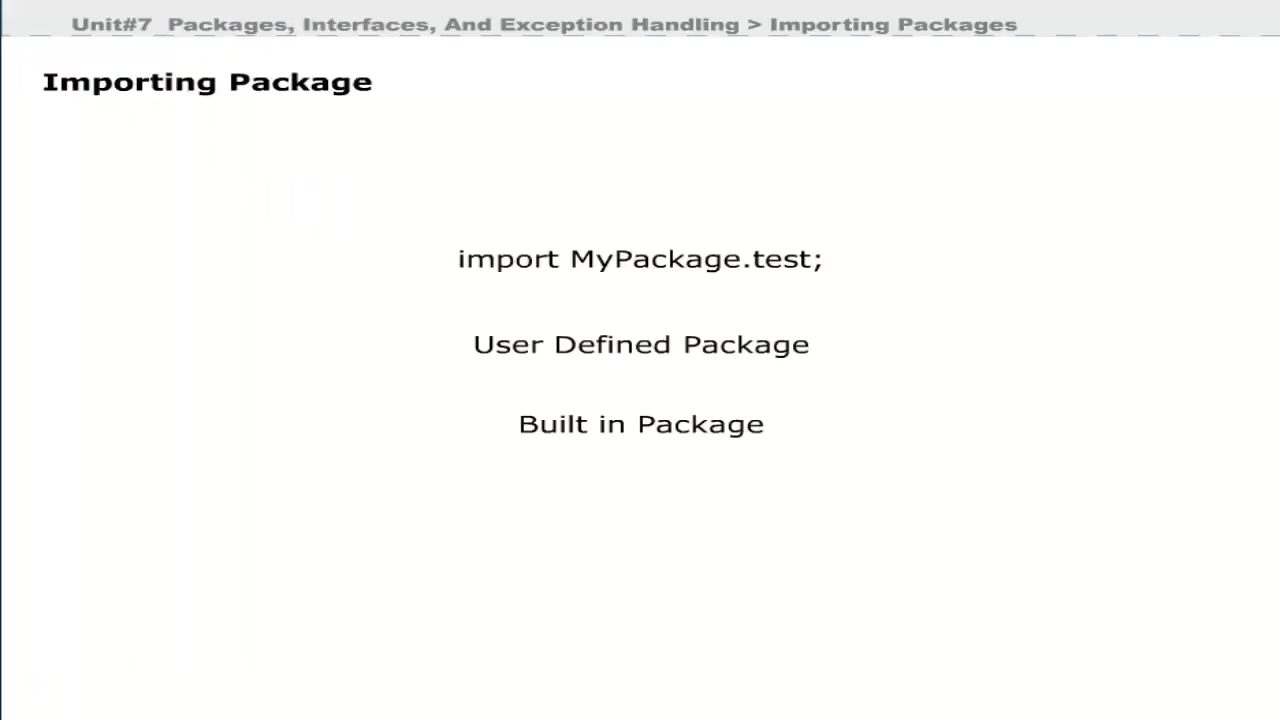 Unit#7 Packages, Interfaces, And Exception Handling > Importing Packages
Importing Package
import MyPackage.test;
User Defined Package
Built in Package